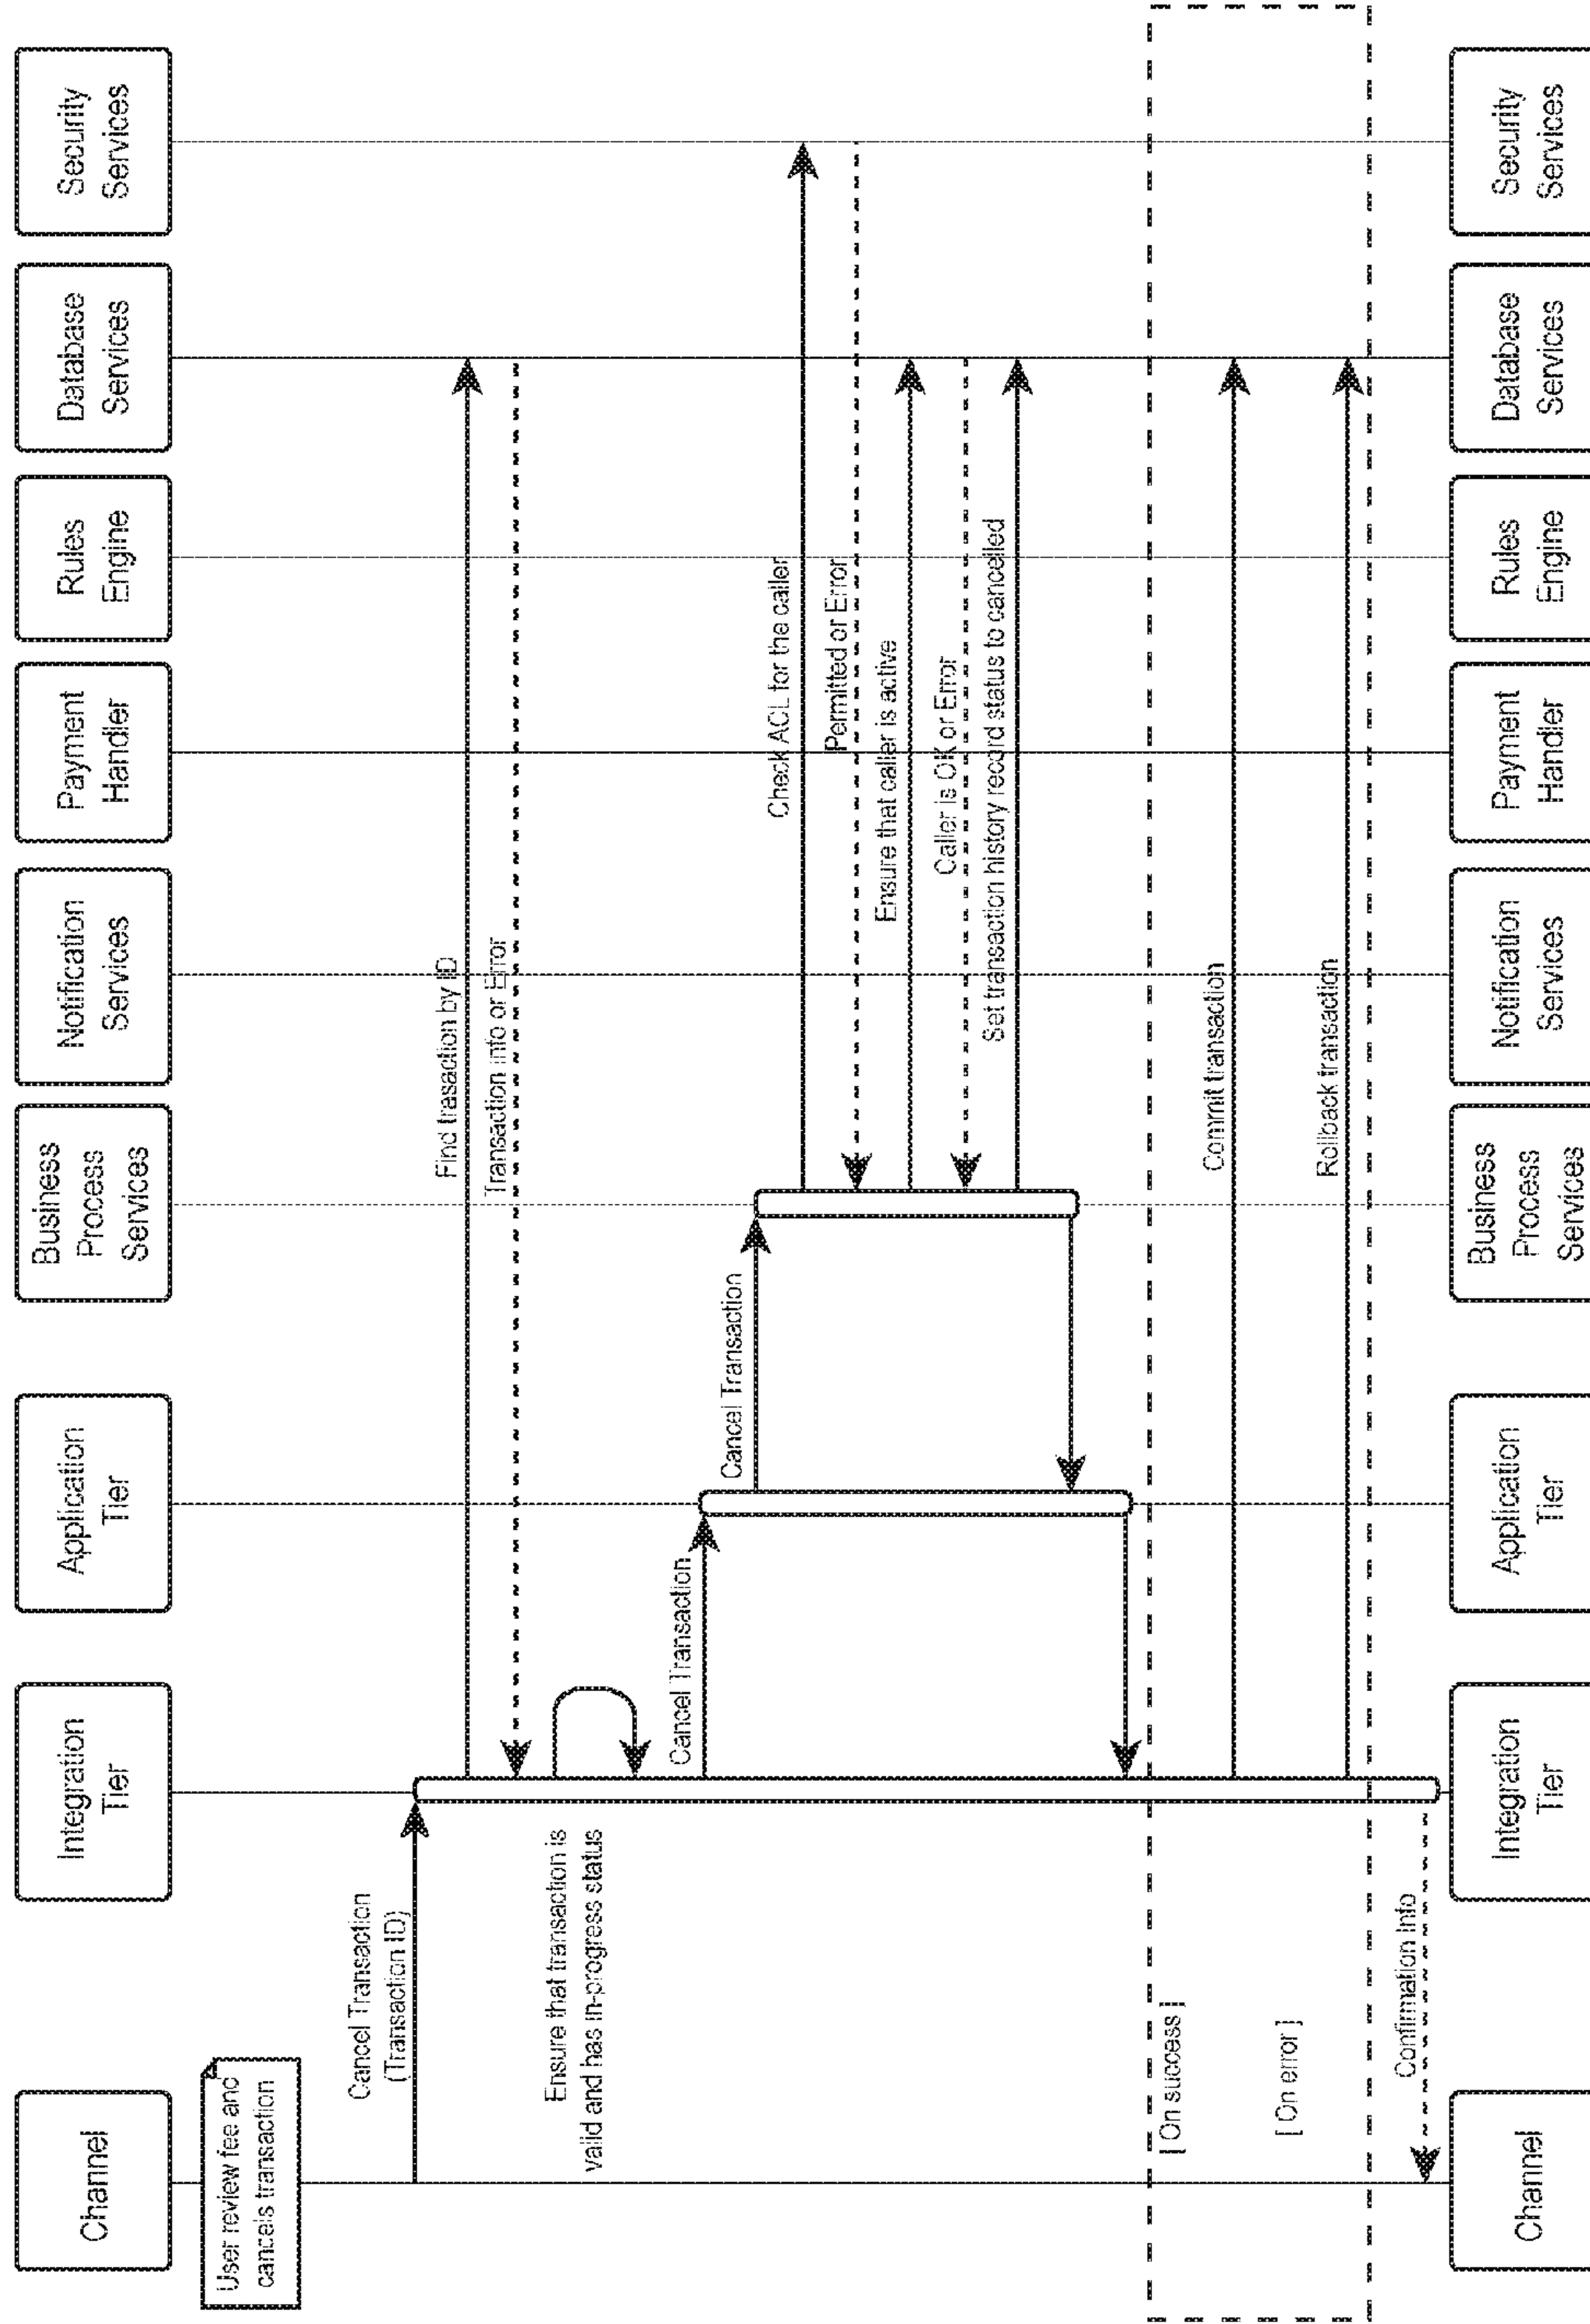 Channel
Integration
Tier
Application
Tier
Business
Process
Services
Notification
Services
Payment
Handler
Rules
Engine
Database
Services
Security
Services
User review fee and
cancels transaction
Cancel Transaction
(Transaction ID)
Find trasaction by ID
Transaction info or Error
Ensure that transaction is
valid and has in-progress status
Cancel Transaction
Cancel Transaction
Check ACL for the caller
Permitted or Error
Ensure that caller is active
Caller is OK or Error
Set transaction history record status to cancelled
[ On success ]
Commit transaction
[ On error ]
Rollback transaction
Confirmation info
Channel
Integration
Tier
Application
Tier
Business
Process
Services
Notification
Services
Payment
Handler
Rules
Engine
Database
Services
Security
Services